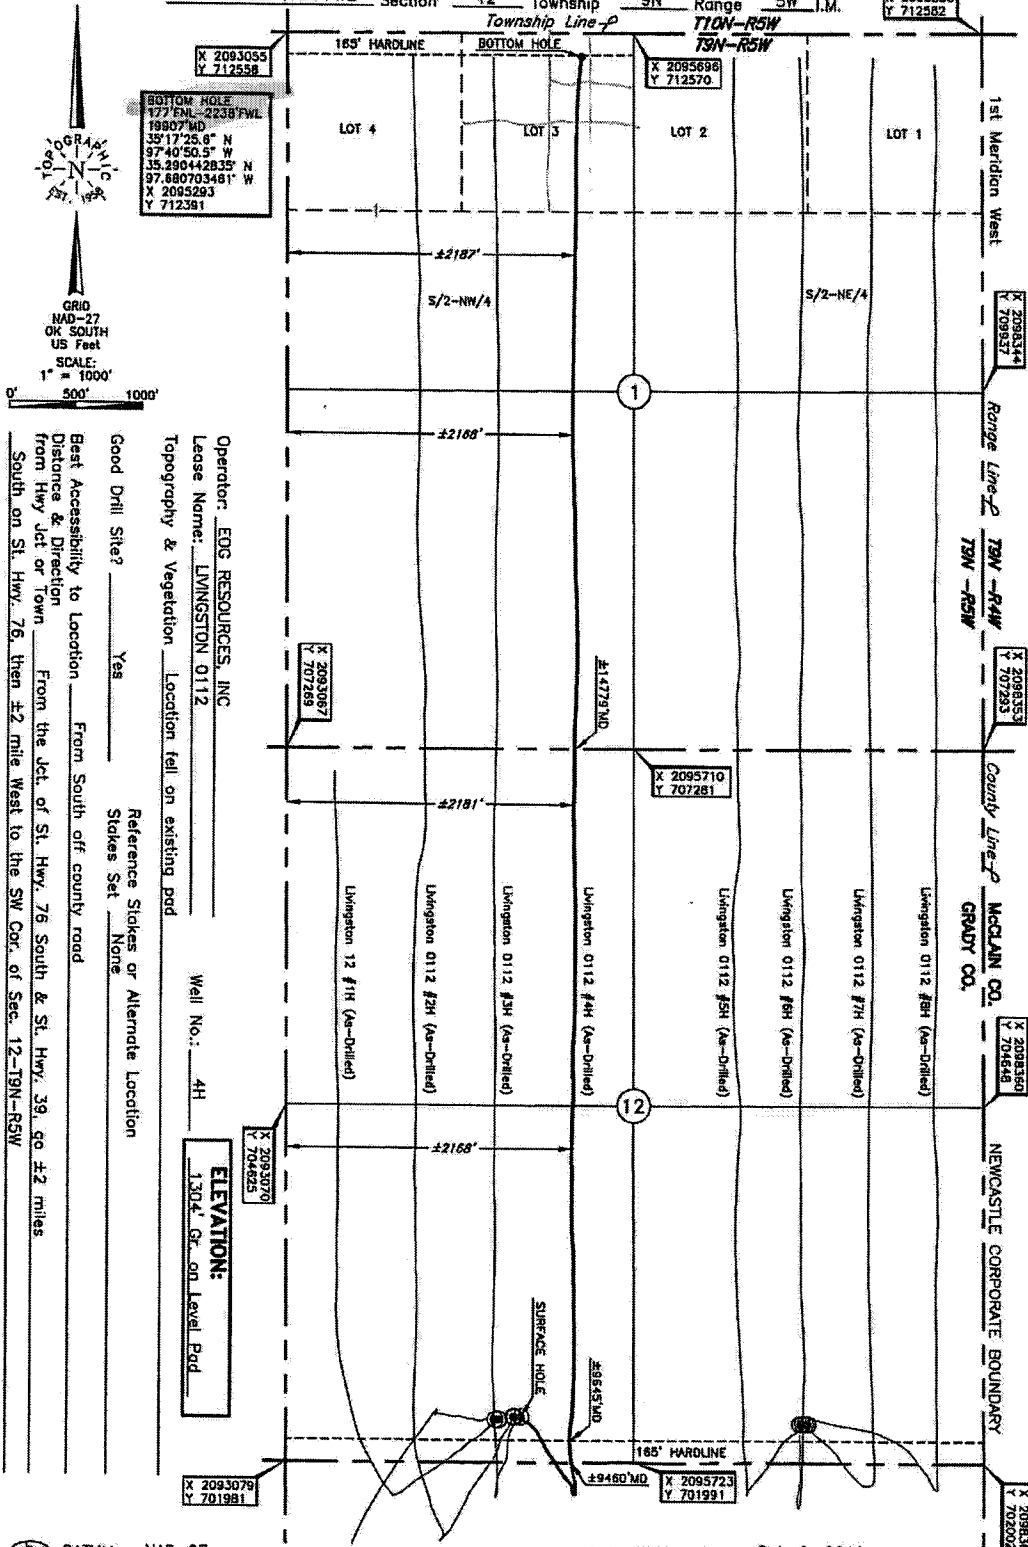 Section 12 Township 9N Range 5W I.M.
Township Line
T10N-R5W
T9N-R5W
X 2093055
Y 712558
165' HARDLINE
BOTTOM HOLE
X 2095696
Y 712570
Y 712582
BOTTOM HOLE
177'FNL-2238'FWL
19907'MD
35°17'25.6" N
97°40'50.5" W
35.290442835° N
97.680703461° W
X 2095293
Y 712391
TOPOGRAPHIC
N
EST. 1959
LOT 4
LOT 3
LOT 2
LOT 1
1st Meridian West
±2187'
S/2-NW/4
S/2-NE/4
GRID
NAD-27
OK SOUTH
US Feet
SCALE:
1" = 1000'
0' 500' 1000'
X 2098344
Y 709937
1
Range Line
±2168'
T9N -R4W
T9N -R5W
X 2098353
Y 707293
X 2093067
Y 707269
±14779'MD
X 2095710
Y 707281
County Line
McCLAIN CO.
GRADY CO.
±2181'
Livingston 12 #1H (As-Drilled)
Livingston 0112 #2H (As-Drilled)
Livingston 0112 #3H (As-Drilled)
Livingston 0112 #4H (As-Drilled)
Livingston 0112 #5H (As-Drilled)
Livingston 0112 #6H (As-Drilled)
Livingston 0112 #7H (As-Drilled)
Livingston 0112 #8H (As-Drilled)
X 2098360
Y 704646
12
X 2093070
Y 704625
±2168'
NEWCASTLE CORPORATE BOUNDARY
SURFACE HOLE
±9645'MD
165' HARDLINE
±9460'MD
X 2093079
Y 701981
X 2095723
Y 701991
Y 702002
Operator: EOG RESOURCES, INC
Lease Name: LIVINGSTON 0112
Well No.: 4H
ELEVATION:
1304' Gr. on Level Pad
Topography & Vegetation Location fell on existing pad
Good Drill Site? Yes
Reference Stakes or Alternate Location
Stakes Set None
Best Accessibility to Location From South off county road
Distance & Direction
from Hwy Jct or Town From the Jct. of St. Hwy. 76 South & St. Hwy. 39, go ±2 miles
South on St. Hwy. 76, then ±2 mile West to the SW Cor. of Sec. 12-T9N-R5W